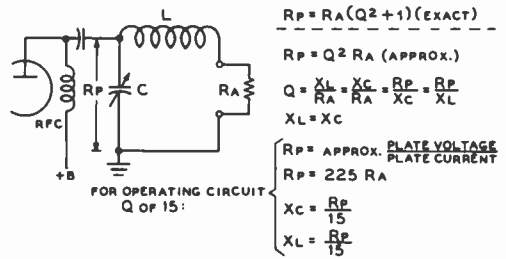 L
RP = RA (Q² + 1) (EXACT)
RP = Q² RA (APPROX.)
RP
C
RA
RFC
+B
Q = XL/RA = XC/RA = RP/XC = RP/XL
XL = XC
FOR OPERATING CIRCUIT
Q OF 15:
RP = APPROX. PLATE VOLTAGE/PLATE CURRENT
RP = 225 RA
XC = RP/15
XL = RP/15